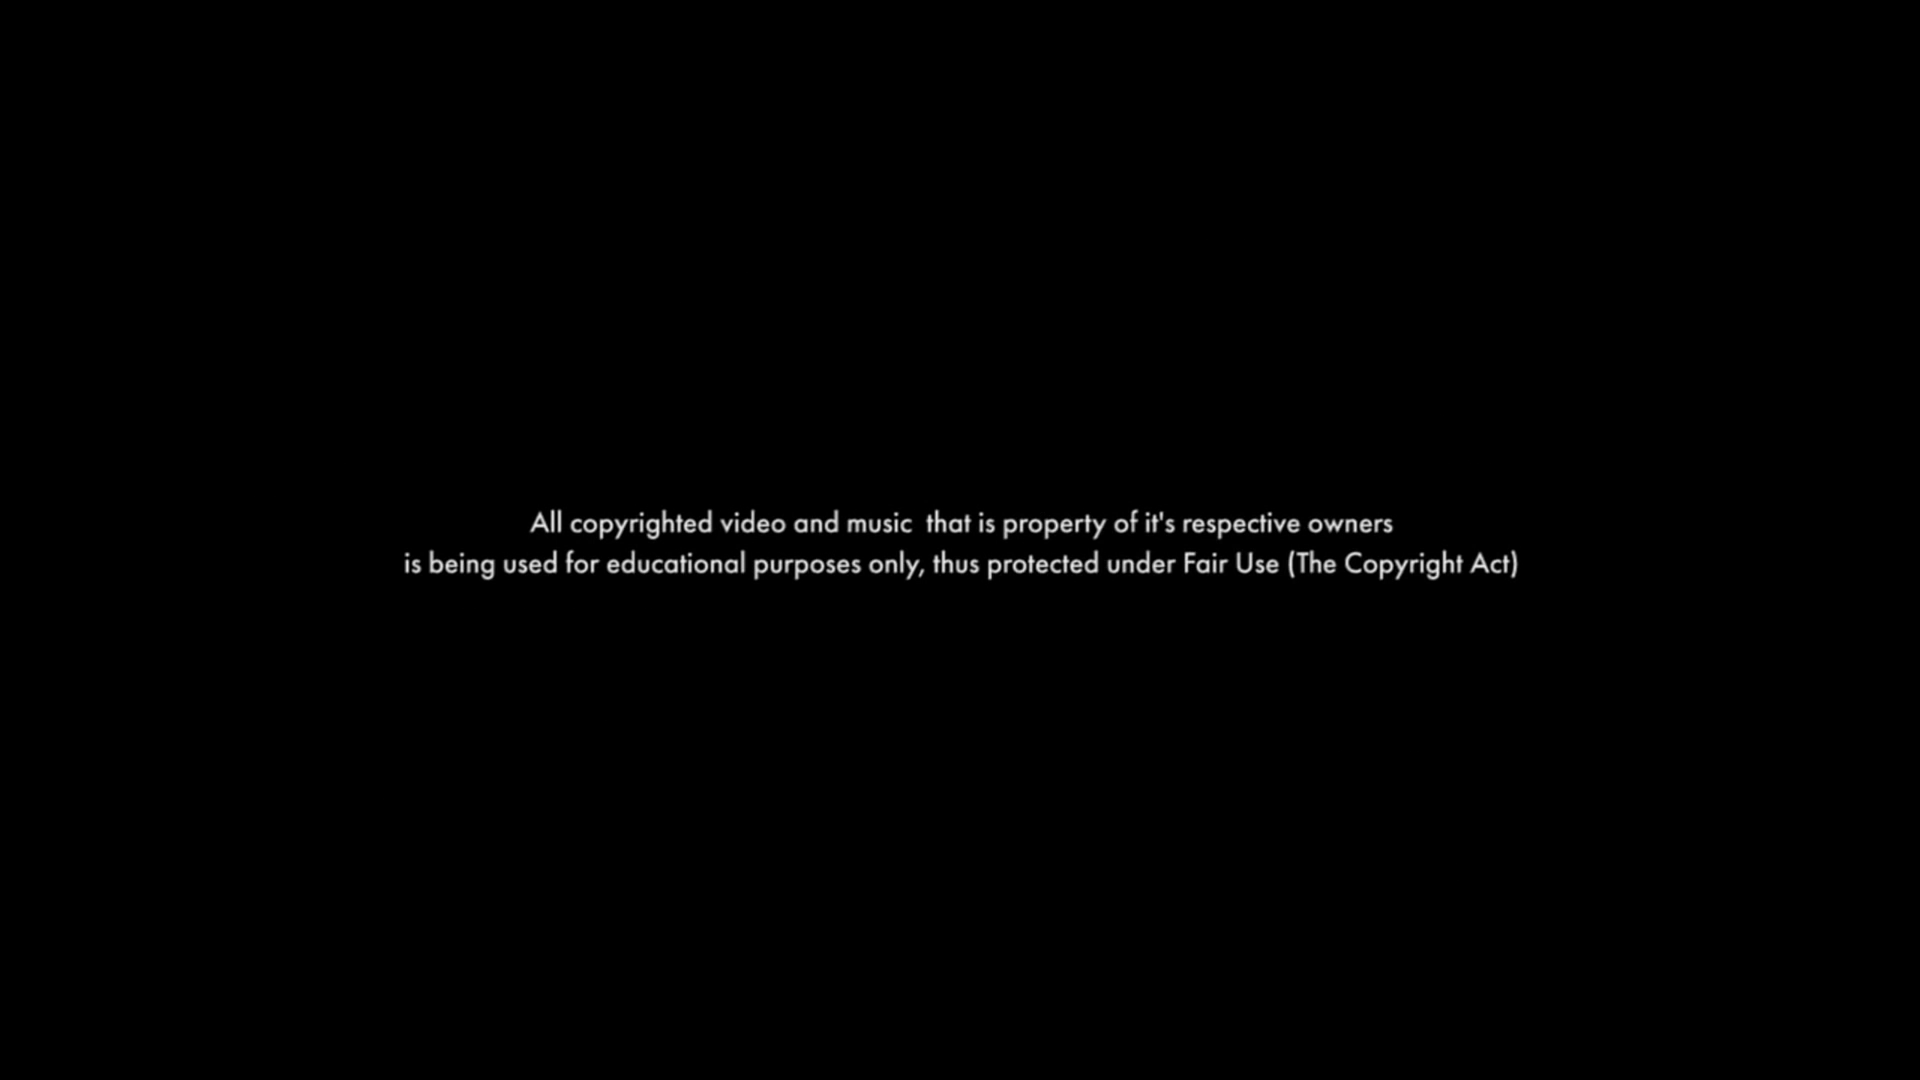 All copyrighted video and music  that is property of it's respective owners
is being used for educational purposes only, thus protected under Fair Use (The Copyright Act)